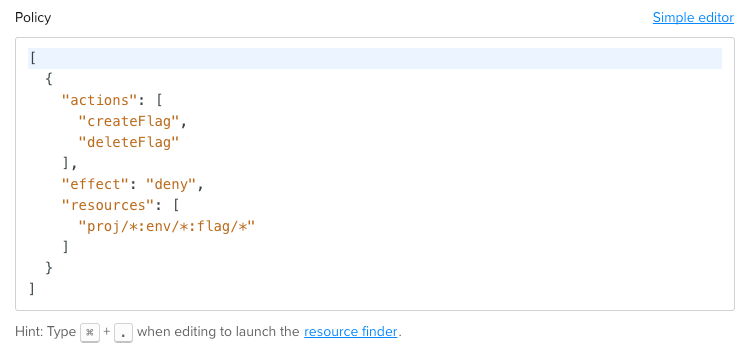 Policy Simple editor
[
  {
    "actions": [
      "createFlag",
      "deleteFlag"
    ],
    "effect": "deny",
    "resources": [
      "proj/*:env/*:flag/*"
    ]
  }
]
Hint: Type ⌘ + . when editing to launch the resource finder.